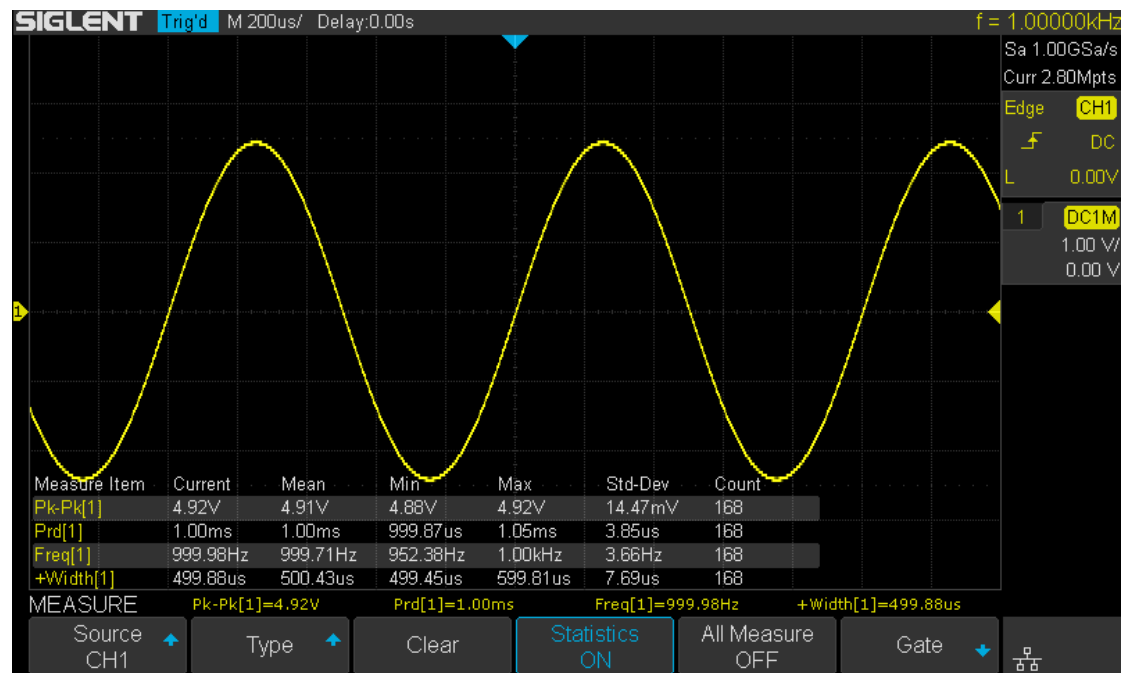 SIGLENT Trig'd M 200us/ Delay:0.00s f = 1.00000kHz
Sa 1.00GSa/s
Curr 2.80Mpts
Edge CH1
DC
L 0.00V
1 DC1M
1.00 V/
0.00 V
1
Measure Item Current Mean Min Max Std-Dev Count
Pk-Pk[1] 4.92V 4.91V 4.88V 4.92V 14.47mV 168
Prd[1] 1.00ms 1.00ms 999.87us 1.05ms 3.85us 168
Freq[1] 999.98Hz 999.71Hz 952.38Hz 1.00kHz 3.66Hz 168
+Width[1] 499.88us 500.43us 499.45us 599.81us 7.69us 168
MEASURE Pk-Pk[1]=4.92V Prd[1]=1.00ms Freq[1]=999.98Hz +Width[1]=499.88us
Source CH1
Type
Clear
Statistics ON
All Measure OFF
Gate